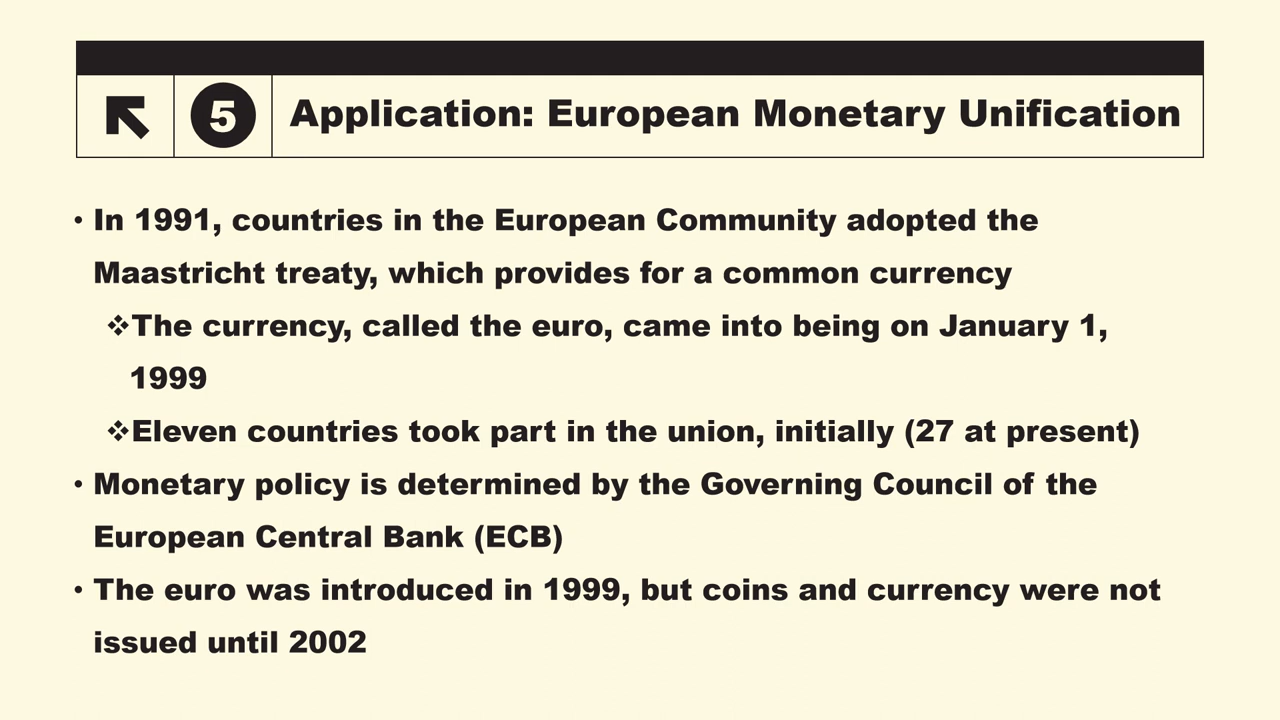 5 Application: European Monetary Unification
• In 1991, countries in the European Community adopted the
Maastricht treaty, which provides for a common currency
❖The currency, called the euro, came into being on January 1,
1999
❖Eleven countries took part in the union, initially (27 at present)
• Monetary policy is determined by the Governing Council of the
European Central Bank (ECB)
• The euro was introduced in 1999, but coins and currency were not
issued until 2002